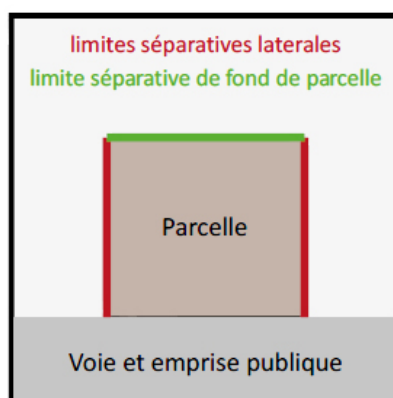 limites séparatives laterales
limite séparative de fond de parcelle
Parcelle
Voie et emprise publique